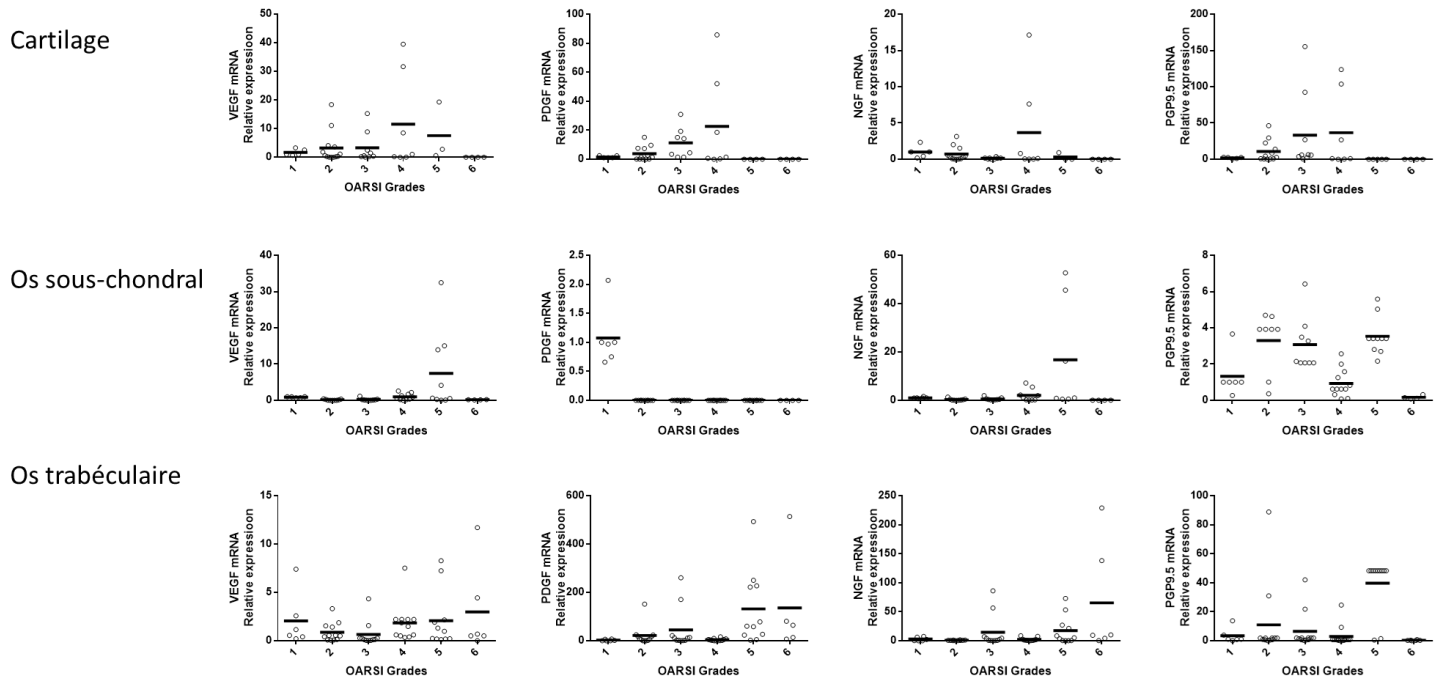 Cartilage
VEGF mRNA
Relative expressioon
50
40
30
20
10
0
1 2 3 4 5 6
OARSI Grades
PDGF mRNA
Relative expressioon
100
80
60
40
20
0
1 2 3 4 5 6
OARSI Grades
NGF mRNA
Relative expressioon
20
15
10
5
0
1 2 3 4 5 6
OARSI Grades
PGP9.5 mRNA
Relative expressioon
200
150
100
50
0
1 2 3 4 5 6
OARSI Grades
Os sous-chondral
VEGF mRNA
Relative expressioon
40
30
20
10
0
1 2 3 4 5 6
OARSI Grades
PDGF mRNA
Relative expressioon
2.5
2.0
1.5
1.0
0.5
0.0
1 2 3 4 5 6
OARSI Grades
NGF mRNA
Relative expressioon
60
40
20
0
1 2 3 4 5 6
OARSI Grades
PGP9.5 mRNA
Relative expressioon
8
6
4
2
0
1 2 3 4 5 6
OARSI Grades
Os trabéculaire
VEGF mRNA
Relative expressioon
15
10
5
0
1 2 3 4 5 6
OARSI Grades
PDGF mRNA
Relative expressioon
600
400
200
0
1 2 3 4 5 6
OARSI Grades
NGF mRNA
Relative expressioon
250
200
150
100
50
0
1 2 3 4 5 6
OARSI Grades
PGP9.5 mRNA
Relative expressioon
100
80
60
40
20
0
1 2 3 4 5 6
OARSI Grades